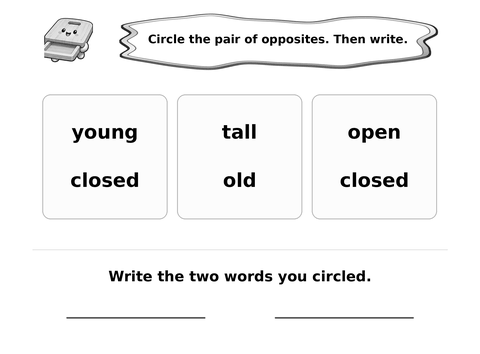 Circle the pair of opposites. Then write.
young
closed
tall
old
open
closed
Write the two words you circled.